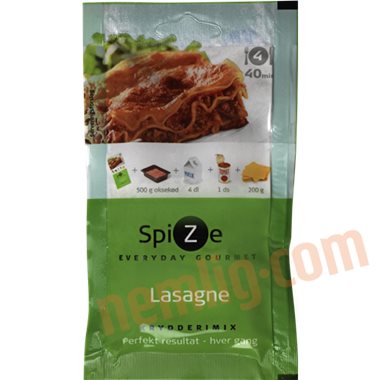 4
40 min
+ + + +
500 g oksekød 4 dl 1 ds 200 g
SpiZe
EVERYDAY GOURMET
Lasagne
KRYDDERIMIX
Perfekt resultat - hver gang
nemlig.com